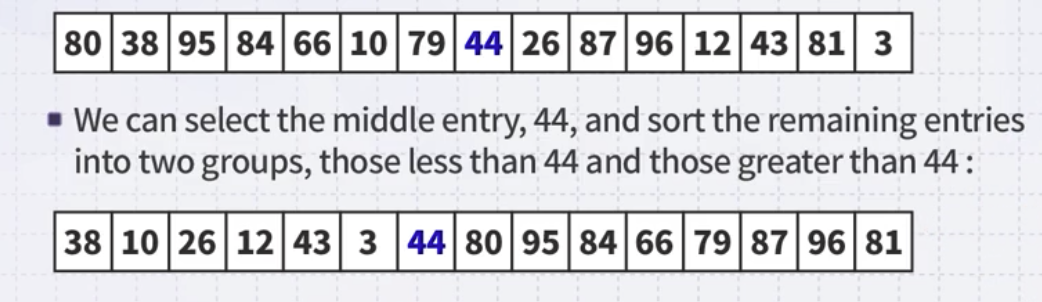 80 38 95 84 66 10 79 44 26 87 96 12 43 81 3
▪ We can select the middle entry, 44, and sort the remaining entries
into two groups, those less than 44 and those greater than 44 :
38 10 26 12 43 3 44 80 95 84 66 79 87 96 81